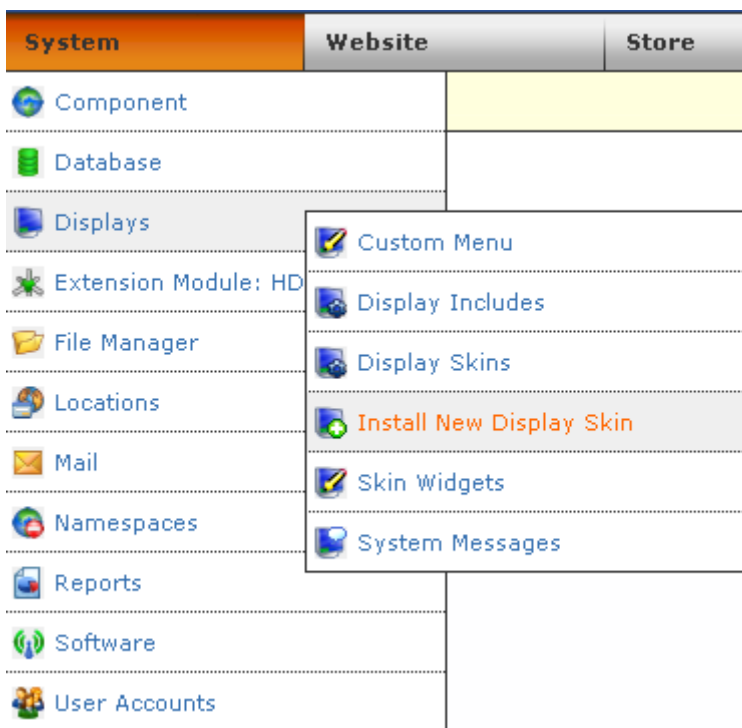 System Website Store
Component
Database
Displays
Extension Module: HD
File Manager
Locations
Mail
Namespaces
Reports
Software
User Accounts
Custom Menu
Display Includes
Display Skins
Install New Display Skin
Skin Widgets
System Messages